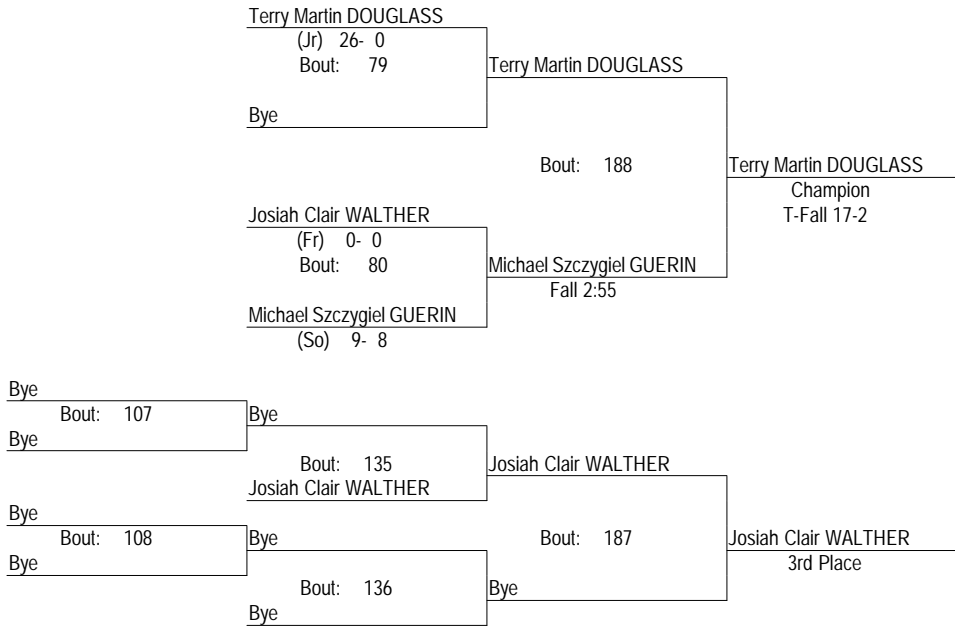 Terry Martin DOUGLASS
(Jr) 26- 0
Bout: 79
Terry Martin DOUGLASS
Bye
Bout: 188
Terry Martin DOUGLASS
Champion
T-Fall 17-2
Josiah Clair WALTHER
(Fr) 0- 0
Bout: 80
Michael Szczygiel GUERIN
Fall 2:55
Michael Szczygiel GUERIN
(So) 9- 8
Bye
Bout: 107
Bye
Bye
Bout: 135
Josiah Clair WALTHER
Josiah Clair WALTHER
Bye
Bout: 108
Bye
Bye
Bout: 187
Josiah Clair WALTHER
3rd Place
Bout: 136
Bye
Bye